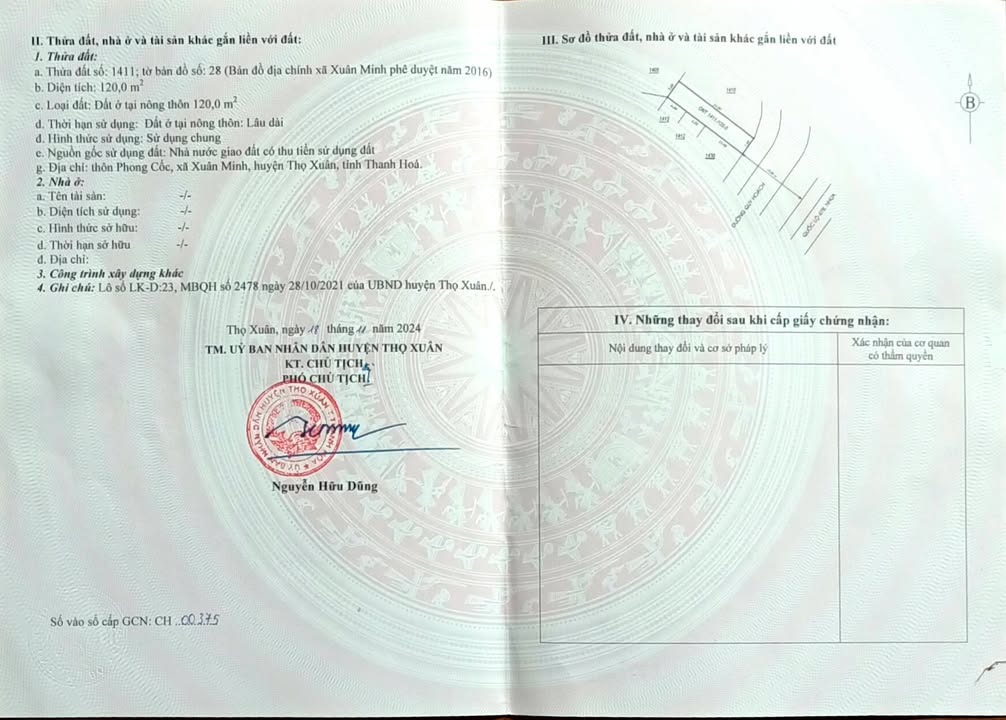 II. Thửa đất, nhà ở và tài sản khác gắn liền với đất:
1. Thửa đất:
a. Thửa đất số: 1411; tờ bản đồ số: 28 (Bản đồ địa chính xã Xuân Minh phê duyệt năm 2016)
b. Diện tích: 120,0 m²
c. Loại đất: Đất ở tại nông thôn 120,0 m²
d. Thời hạn sử dụng: Đất ở tại nông thôn: Lâu dài
đ. Hình thức sử dụng: Sử dụng chung
e. Nguồn gốc sử dụng đất: Nhà nước giao đất có thu tiền sử dụng đất
g. Địa chỉ: thôn Phong Cốc, xã Xuân Minh, huyện Thọ Xuân, tỉnh Thanh Hoá.
2. Nhà ở:
a. Tên tài sản: -/-
b. Diện tích sử dụng: -/-
c. Hình thức sở hữu: -/-
d. Thời hạn sở hữu -/-
đ. Địa chỉ:
3. Công trình xây dựng khác
4. Ghi chú: Lô số LK-D:23, MBQH số 2478 ngày 28/10/2021 của UBND huyện Thọ Xuân./.
Thọ Xuân, ngày tháng năm 2024
TM. UỶ BAN NHÂN DÂN HUYỆN THỌ XUÂN
KT. CHỦ TỊCH
PHÓ CHỦ TỊCH
Nguyễn Hữu Dũng
Số vào sổ cấp GCN: CH 00375
III. Sơ đồ thửa đất, nhà ở và tài sản khác gắn liền với đất
B
1412
ĐƯỜNG QUY HOẠCH
QUỐC LỘ 47B
IV. Những thay đổi sau khi cấp giấy chứng nhận:
Nội dung thay đổi và cơ sở pháp lý
Xác nhận của cơ quan
có thẩm quyền